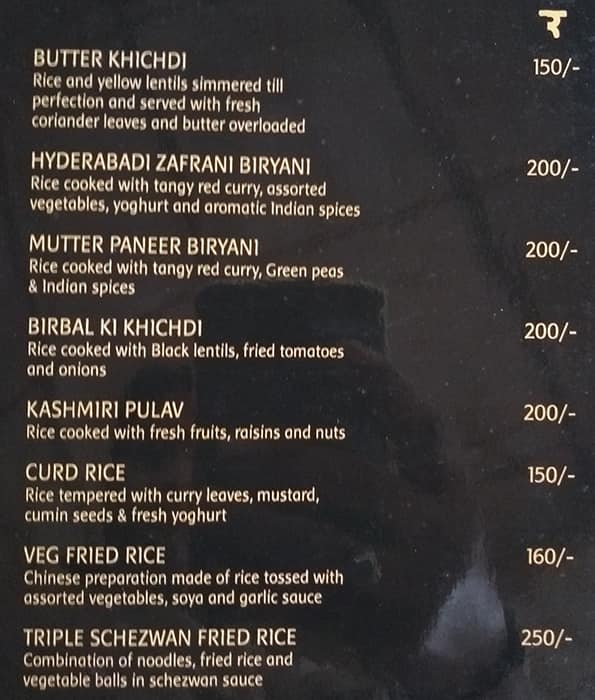 ₹
BUTTER KHICHDI 150/-
Rice and yellow lentils simmered till
perfection and served with fresh
coriander leaves and butter overloaded
HYDERABADI ZAFRANI BIRYANI 200/-
Rice cooked with tangy red curry, assorted
vegetables, yoghurt and aromatic Indian spices
MUTTER PANEER BIRYANI 200/-
Rice cooked with tangy red curry, Green peas
& Indian spices
BIRBAL KI KHICHDI 200/-
Rice cooked with Black lentils, fried tomatoes
and onions
KASHMIRI PULAV 200/-
Rice cooked with fresh fruits, raisins and nuts
CURD RICE 150/-
Rice tempered with curry leaves, mustard,
cumin seeds & fresh yoghurt
VEG FRIED RICE 160/-
Chinese preparation made of rice tossed with
assorted vegetables, soya and garlic sauce
TRIPLE SCHEZWAN FRIED RICE 250/-
Combination of noodles, fried rice and
vegetable balls in schezwan sauce